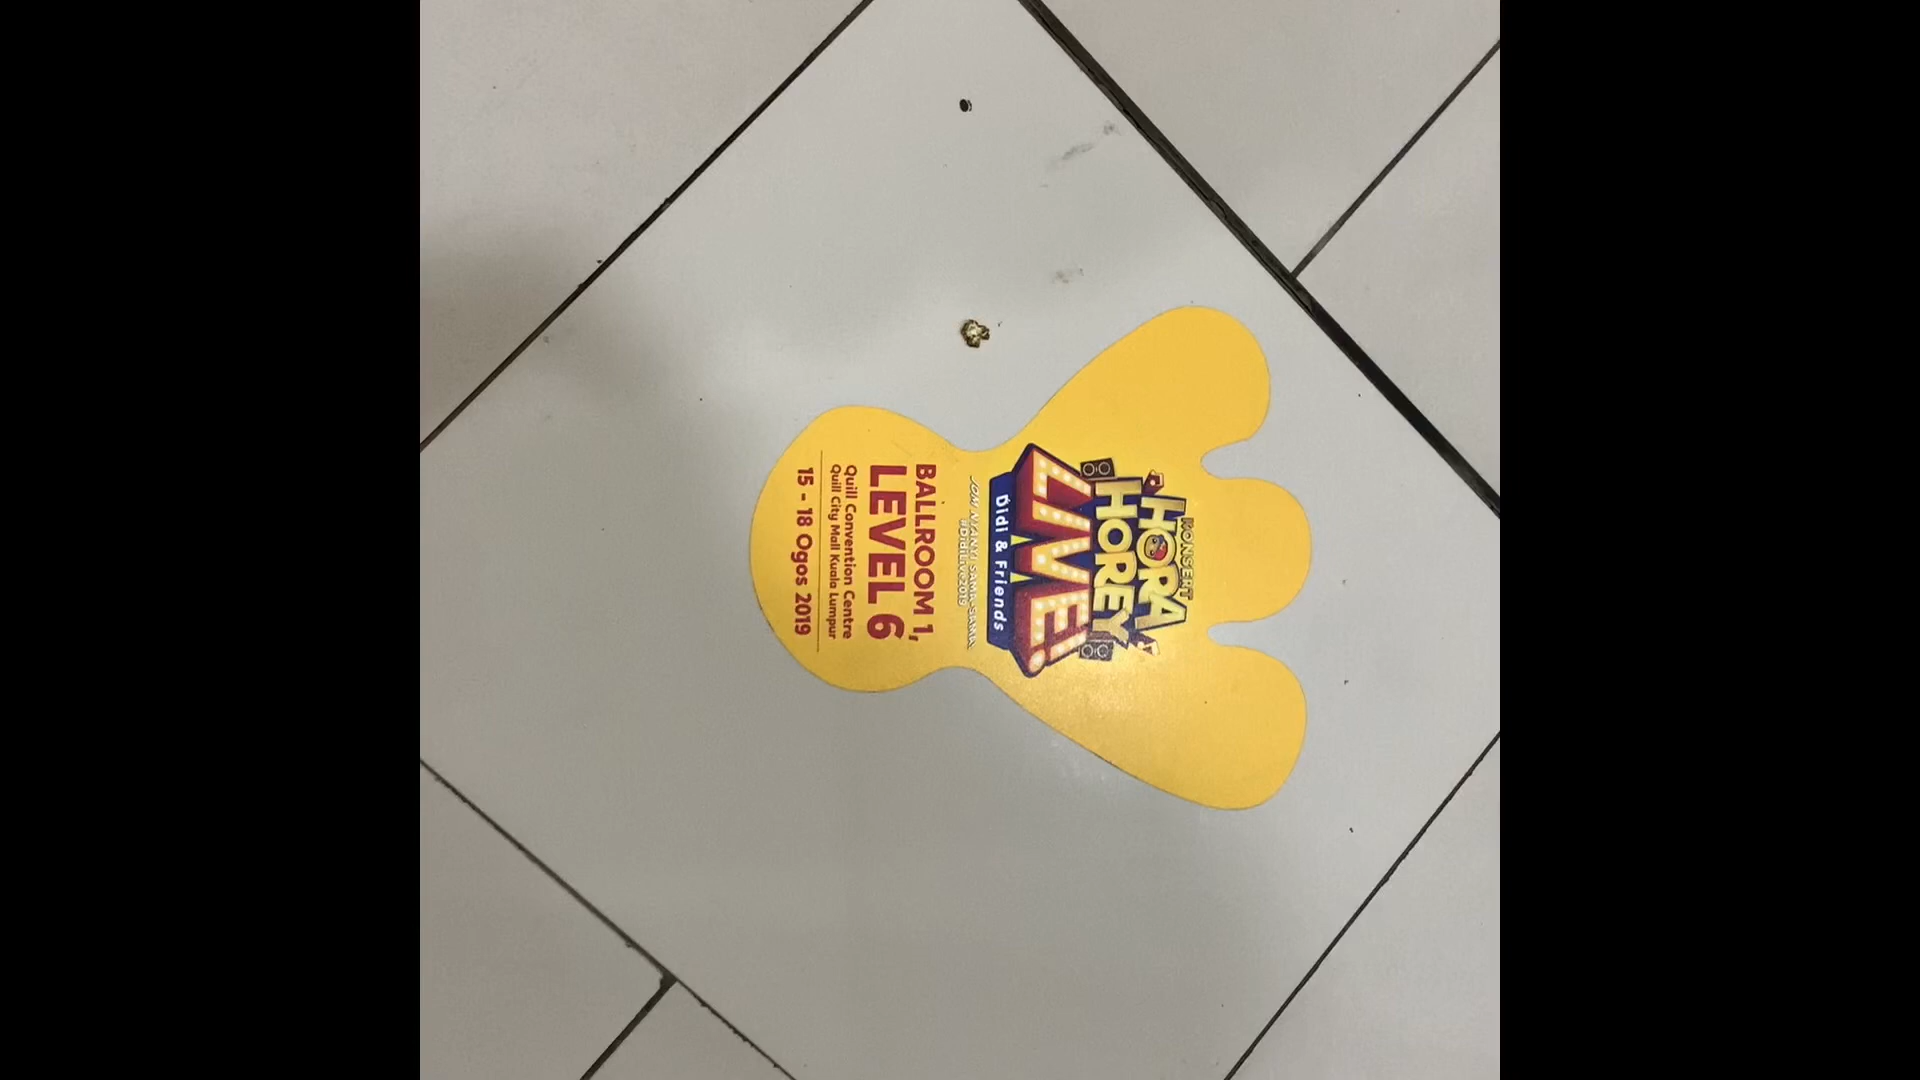 KONSERT
HORA
HOREY
LIVE!
Didi & Friends
JOM NYANYI SAMA-SAMA
#DidiLive2019
BALLROOM 1,
LEVEL 6
Quill Convention Centre
Quill City Mall Kuala Lumpur
15 - 18 Ogos 2019